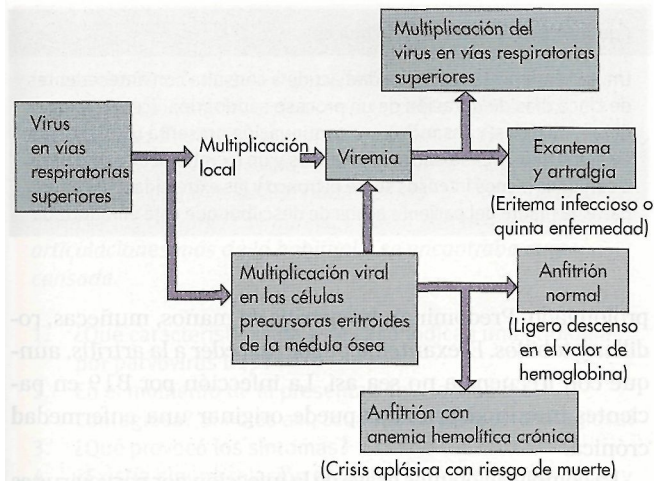 Multiplicación del
virus en vías respiratorias
superiores
Virus
en vías
respiratorias
superiores
Multiplicación
local
Viremia
Exantema
y artralgia
(Eritema infeccioso o
quinta enfermedad)
Multiplicación viral
en las células
precursoras eritroides
de la médula ósea
Anfitrión
normal
(Ligero descenso
en el valor de
hemoglobina)
Anfitrión con
anemia hemolítica crónica
(Crisis aplásica con riesgo de muerte)